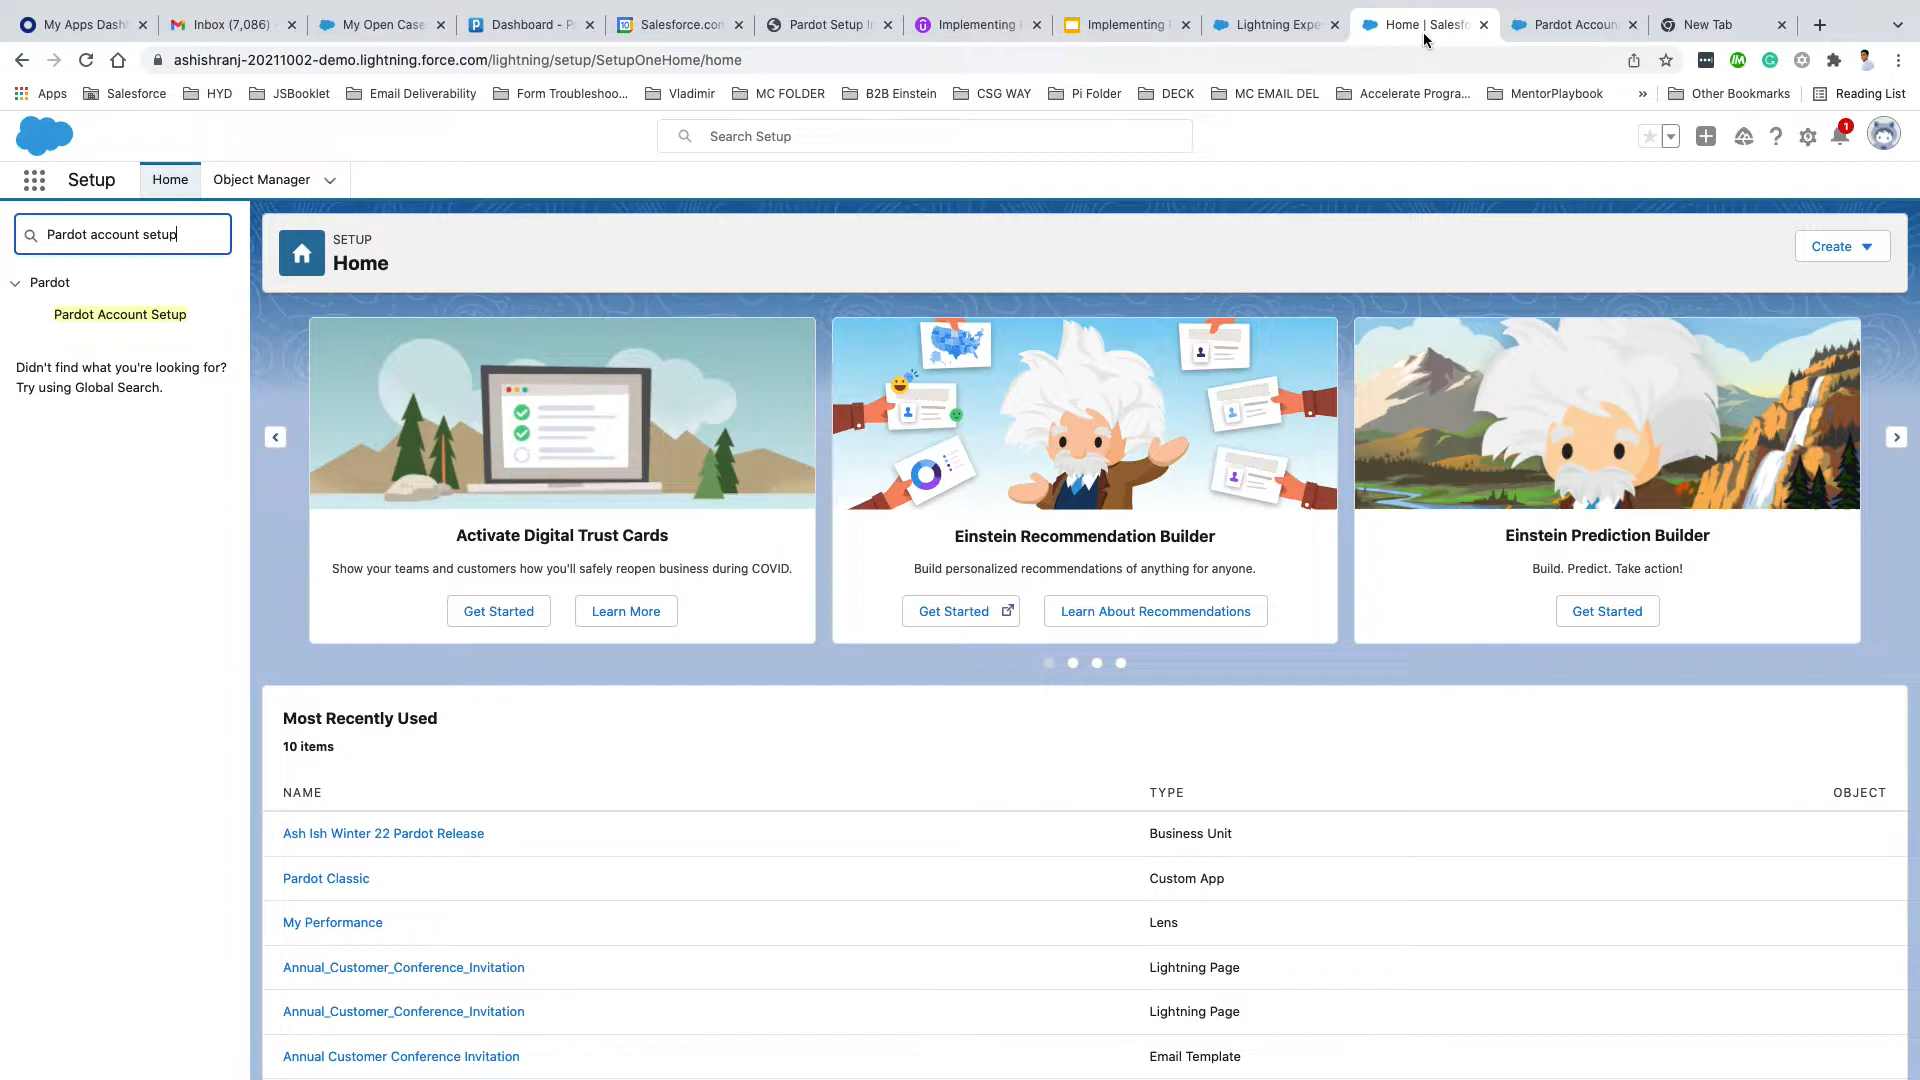 My Apps Dash
Inbox (7,086)
My Open Case
Dashboard - P
Salesforce.com
Pardot Setup In
Implementing
Implementing
Lightning Expe
Home | Salesfo
Pardot Accoun
New Tab
ashishranj-20211002-demo.lightning.force.com/lightning/setup/SetupOneHome/home
Apps
Salesforce
HYD
JSBooklet
Email Deliverability
Form Troubleshoo...
Vladimir
MC FOLDER
B2B Einstein
CSG WAY
Pi Folder
DECK
MC EMAIL DEL
Accelerate Progra...
MentorPlaybook
»
Other Bookmarks
Reading List
Search Setup
1
Setup
Home
Object Manager
Pardot account setup
Pardot
Pardot Account Setup
Didn't find what you're looking for?
Try using Global Search.
SETUP
Home
Create
Activate Digital Trust Cards
Show your teams and customers how you'll safely reopen business during COVID.
Get Started
Learn More
Einstein Recommendation Builder
Build personalized recommendations of anything for anyone.
Get Started
Learn About Recommendations
Einstein Prediction Builder
Build. Predict. Take action!
Get Started
Most Recently Used
10 items
NAME TYPE OBJECT
Ash Ish Winter 22 Pardot Release Business Unit
Pardot Classic Custom App
My Performance Lens
Annual_Customer_Conference_Invitation Lightning Page
Annual_Customer_Conference_Invitation Lightning Page
Annual Customer Conference Invitation Email Template